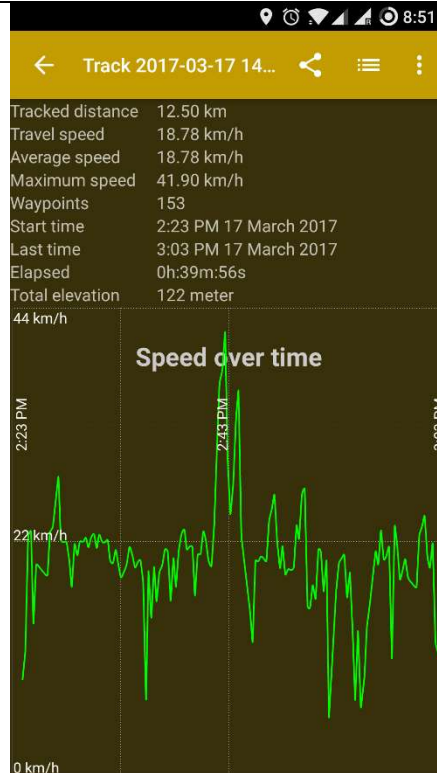 8:51
Track 2017-03-17 14...
Tracked distance 12.50 km
Travel speed 18.78 km/h
Average speed 18.78 km/h
Maximum speed 41.90 km/h
Waypoints 153
Start time 2:23 PM 17 March 2017
Last time 3:03 PM 17 March 2017
Elapsed 0h:39m:56s
Total elevation 122 meter
44 km/h
Speed over time
2:23 PM
2:43 PM
22 km/h
0 km/h